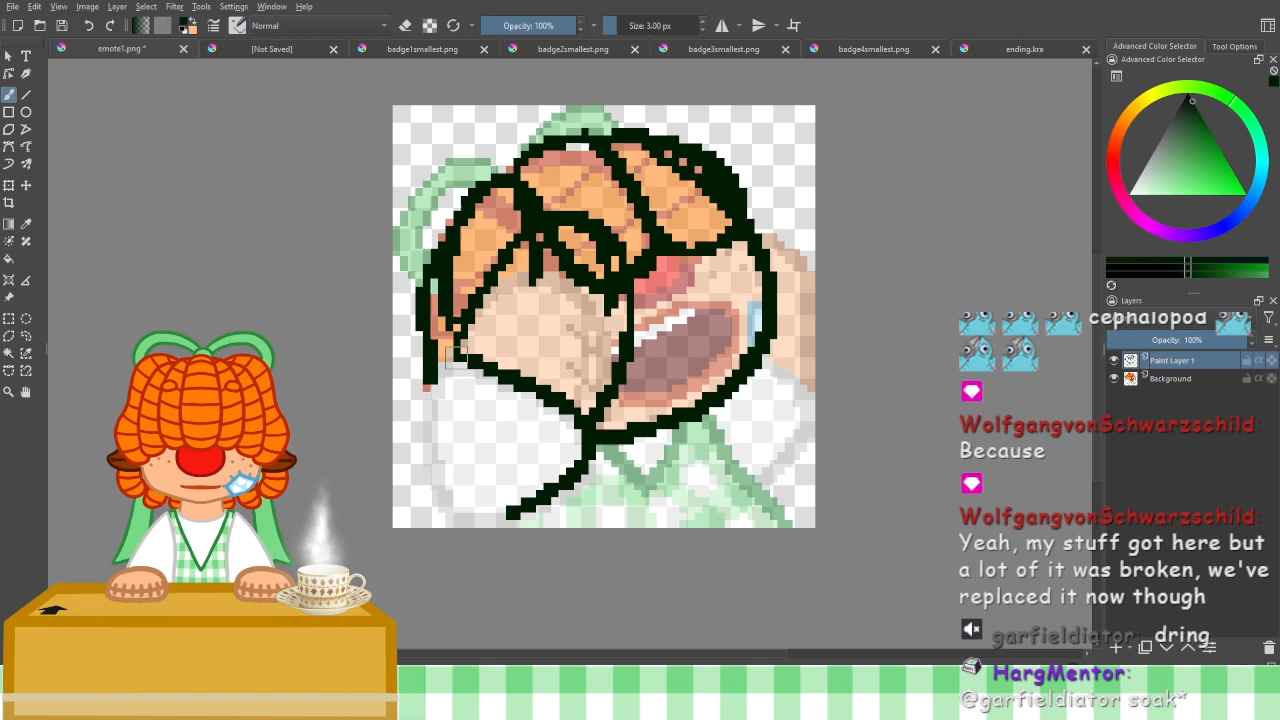 File Edit View Image Layer Select Filter Tools Settings Window Help
Normal Opacity: 100% Size: 3.00 px
emote1.png * [Not Saved] badge1smallest.png badge2smallest.png badge3smallest.png badge4smallest.png ending.kra
Advanced Color Selector Tool Options
Advanced Color Selector
Layers
cephalopod
Opacity: 100%
Paint Layer 1
Background
WolfgangvonSchwarzschild:
Because
WolfgangvonSchwarzschild:
Yeah, my stuff got here but
a lot of it was broken, we've
replaced it now though
garfieldiator: dring
HargMentor:
@garfieldiator soak*